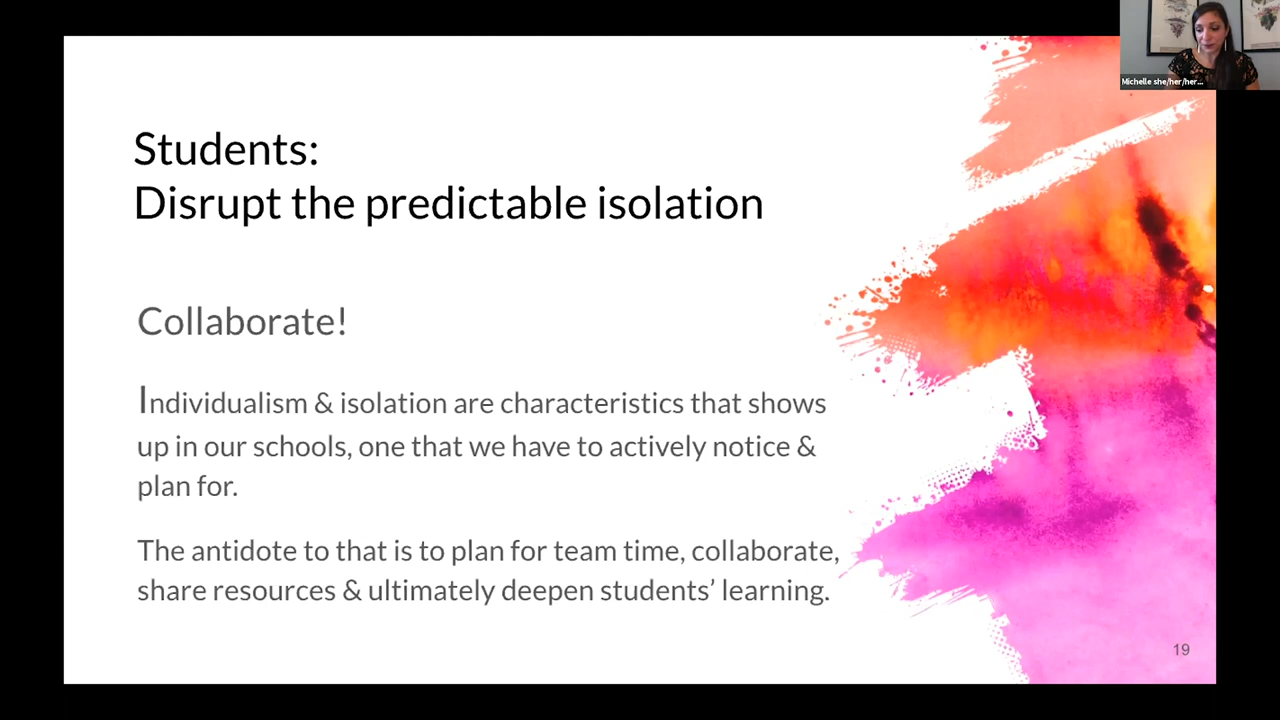 Michelle she/her/her...
Students:
Disrupt the predictable isolation
Collaborate!
Individualism & isolation are characteristics that shows
up in our schools, one that we have to actively notice &
plan for.
The antidote to that is to plan for team time, collaborate,
share resources & ultimately deepen students’ learning.
19